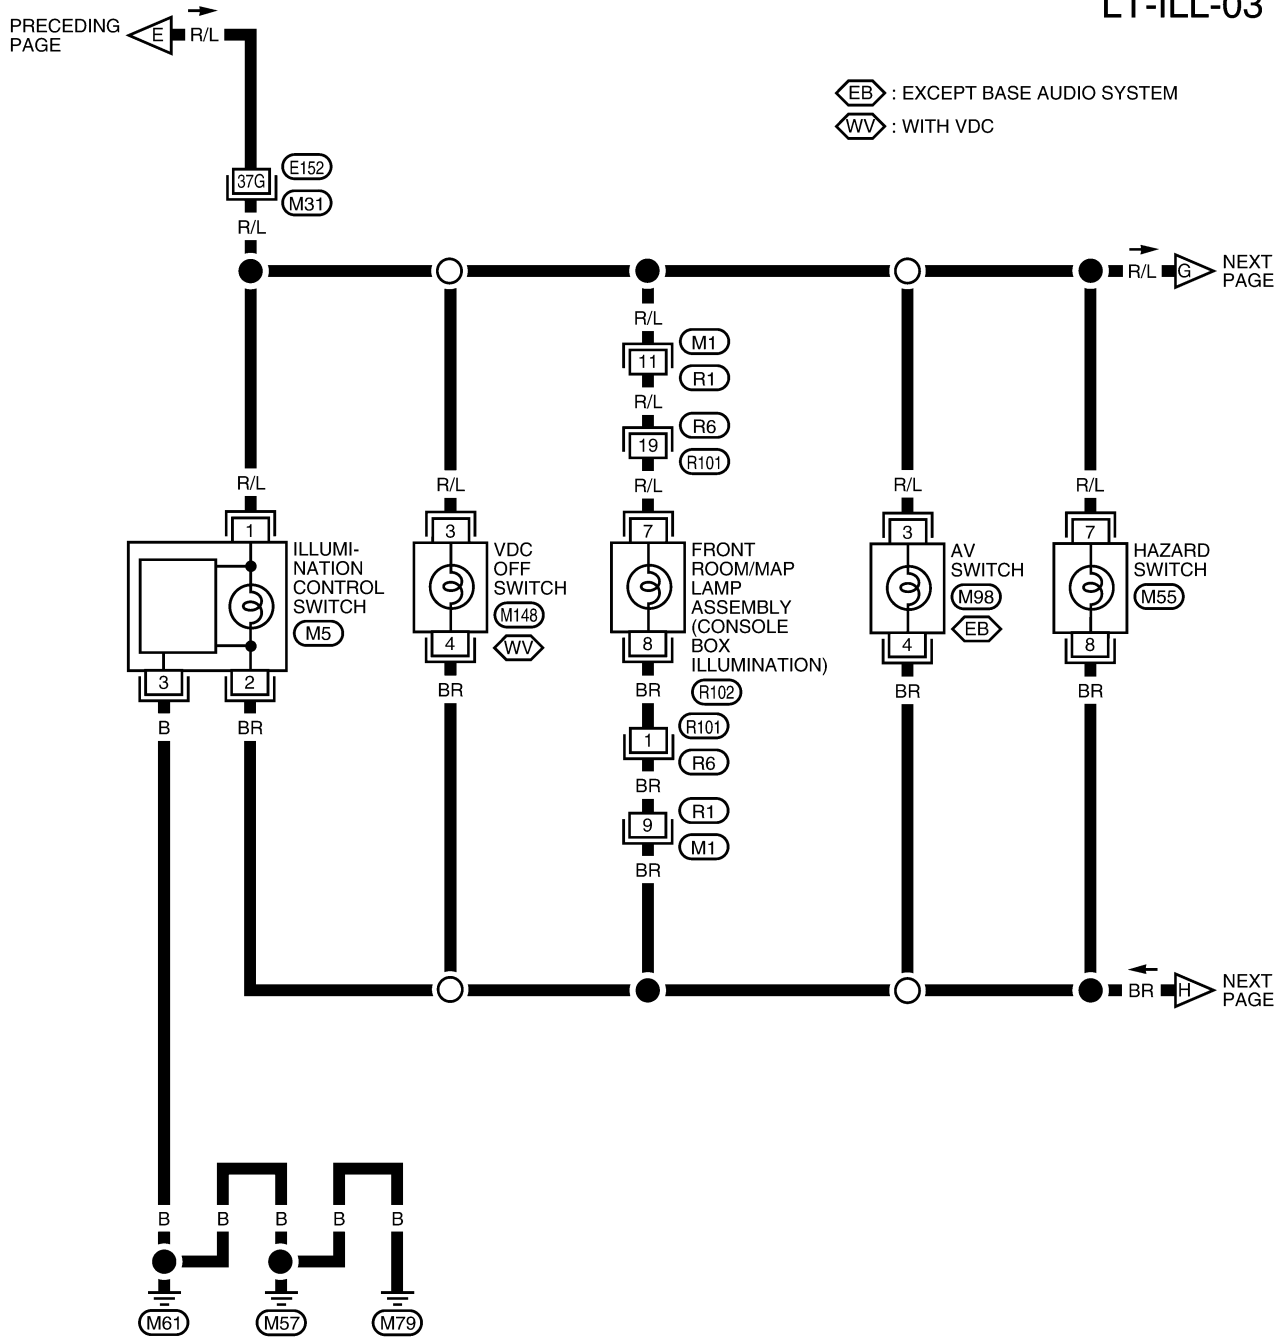 LT-ILL-03
PRECEDING
PAGE
E
R/L
EB : EXCEPT BASE AUDIO SYSTEM
WV : WITH VDC
37G
E152
M31
R/L
R/L
G
NEXT
PAGE
R/L
11
M1
R1
R/L
19
R6
R101
R/L
R/L
R/L
R/L
R/L
1
3
7
3
7
ILLUMI-
NATION
CONTROL
SWITCH
M5
VDC
OFF
SWITCH
M148
WV
FRONT
ROOM/MAP
LAMP
ASSEMBLY
(CONSOLE
BOX
ILLUMINATION)
R102
AV
SWITCH
M98
EB
HAZARD
SWITCH
M55
3
2
4
8
4
8
B
BR
BR
BR
BR
BR
1
R101
R6
BR
9
R1
M1
BR
BR
H
NEXT
PAGE
B
B
B
B
B
M61
M57
M79